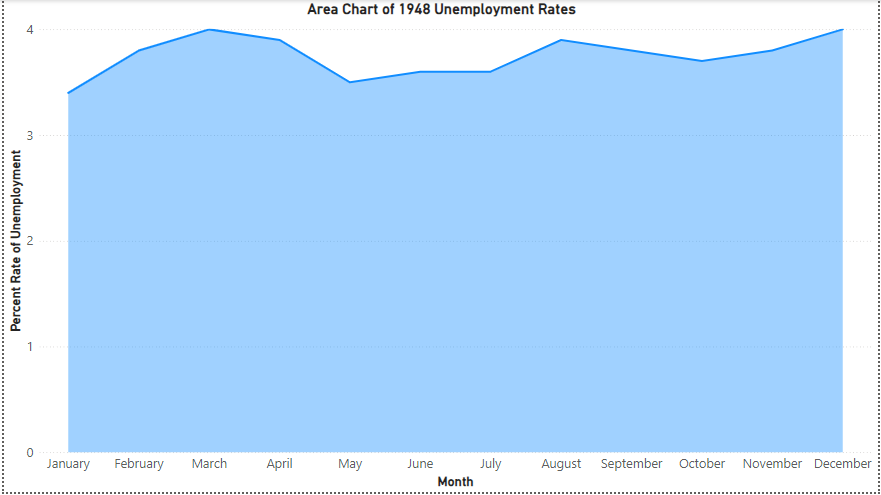 Area Chart of 1948 Unemployment Rates
4
3
2
1
0
Percent Rate of Unemployment
January February March April May June July August September October November December
Month